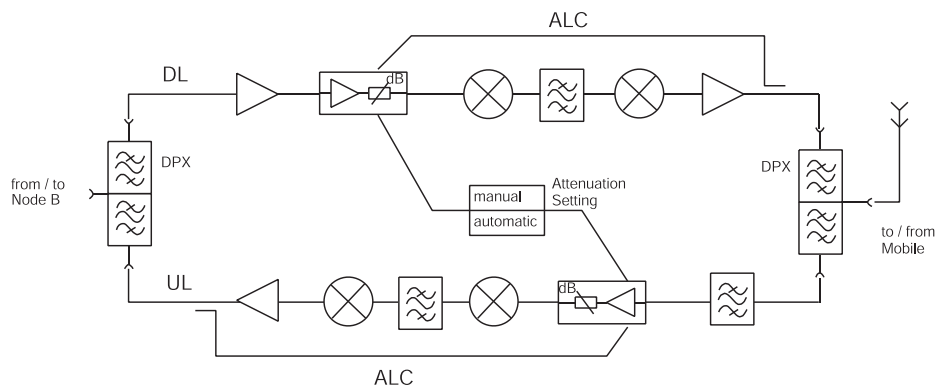 ALC
DL
dB
DPX
DPX
from / to
Node B
manual
automatic
Attenuation
Setting
to / from
Mobile
UL
dB
ALC